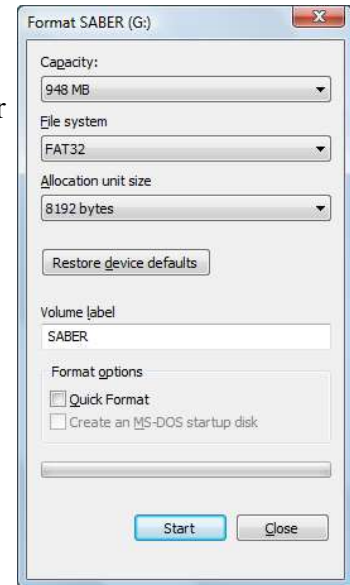 Format SABER (G:)
Capacity:
948 MB
r
File system
FAT32
Allocation unit size
8192 bytes
Restore device defaults
Volume label
SABER
Format options
Quick Format
Create an MS-DOS startup disk
Start Close